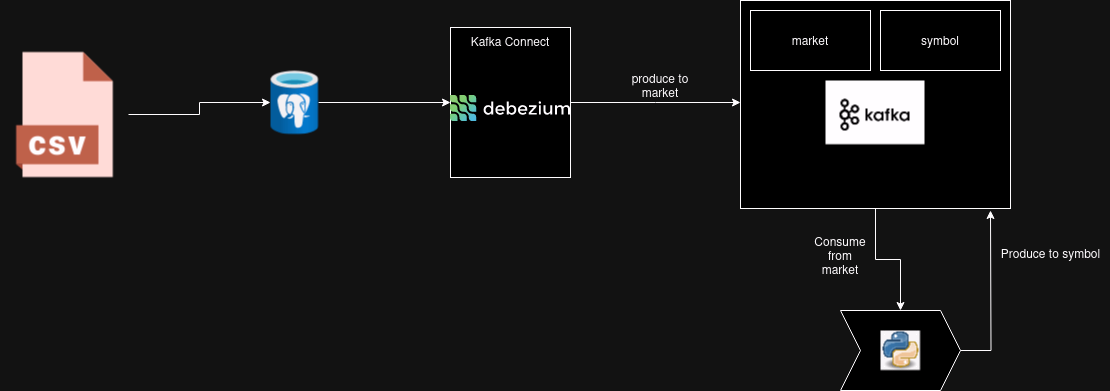 CSV
Kafka Connect
debezium
produce to
market
market
symbol
kafka
Consume
from
market
Produce to symbol